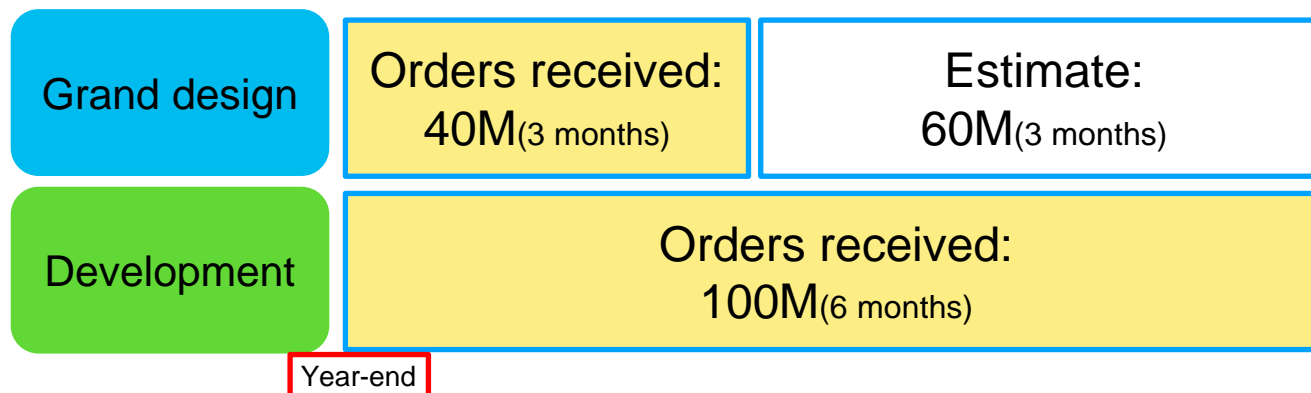 Grand design
Orders received:
40M(3 months)
Estimate:
60M(3 months)
Development
Orders received:
100M(6 months)
Year-end